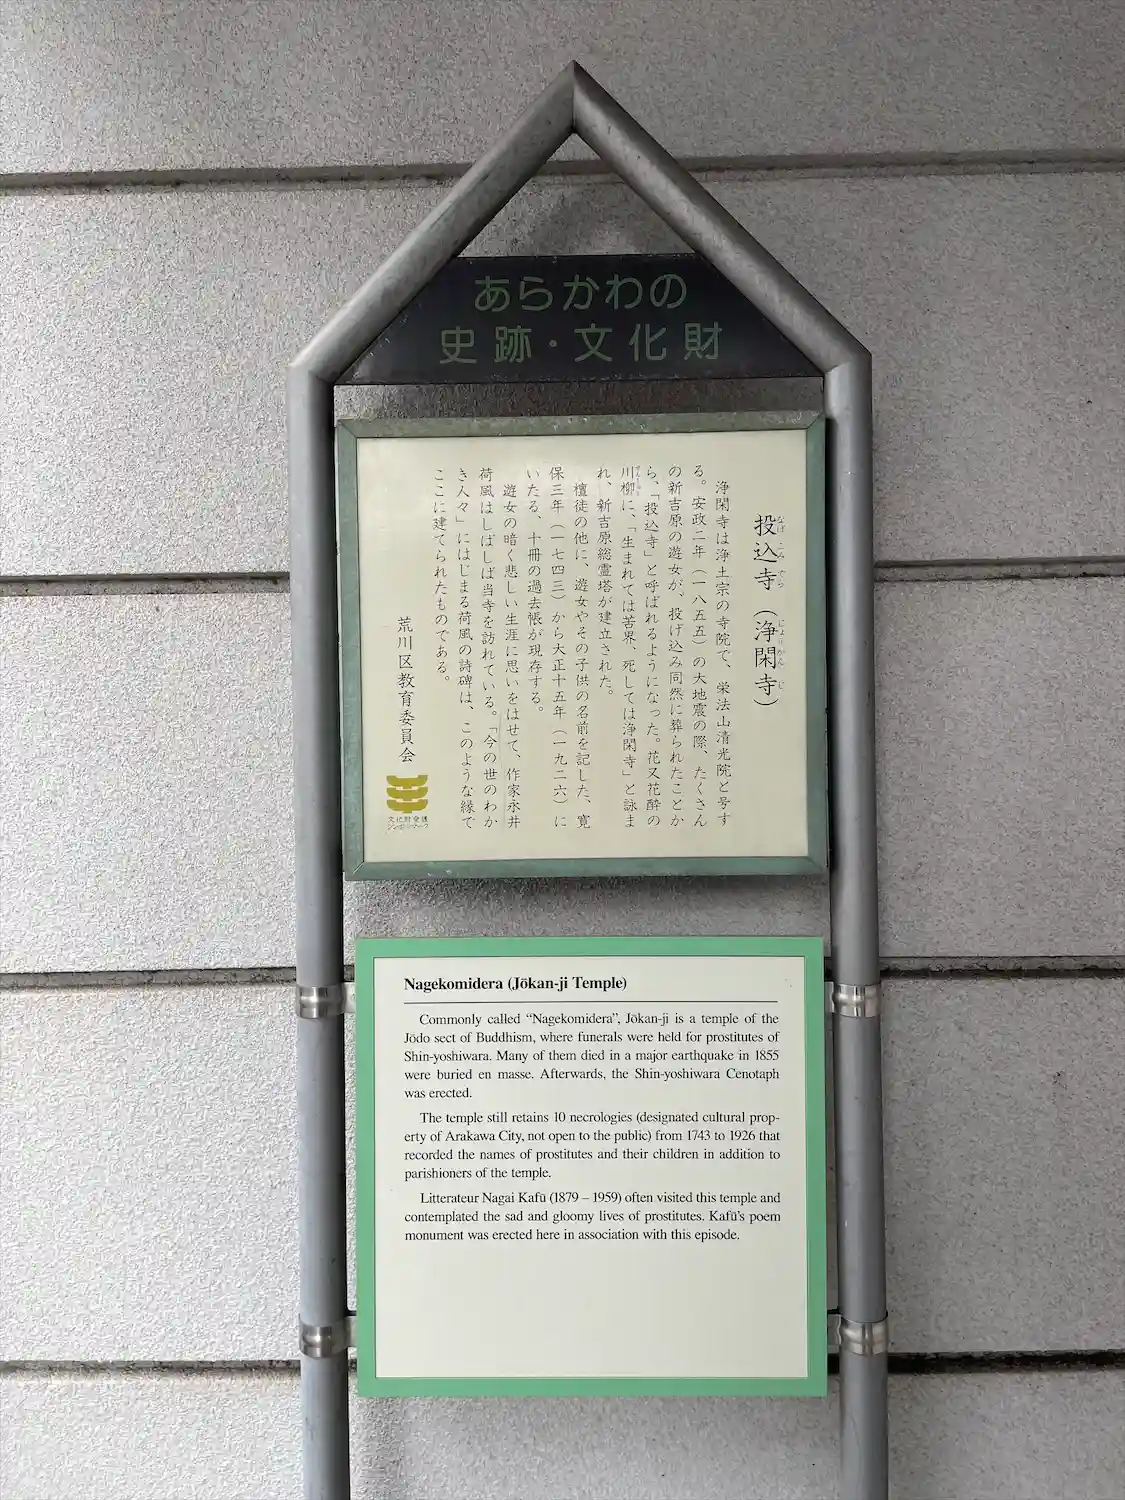 あらかわの
史跡・文化財
投込寺（浄閑寺）
浄閑寺は浄土宗の寺院で、栄法山清光院と号す
る。安政二年（一八五五）の大地震の際、たくさん
の新吉原の遊女が、投げ込み同然に葬られたことか
ら、「投込寺」と呼ばれるようになった。花又花酔の
川柳に、「生まれては苦界、死しては浄閑寺」と詠ま
れ、新吉原総霊塔が建立された。
檀徒の他に、遊女やその子供の名前を記した、寛
保三年（一七四三）から大正十五年（一九二六）に
いたる、十冊の過去帳が現存する。
遊女の暗く悲しい生涯に思いをはせて、作家永井
荷風はしばしば当寺を訪れている。「今の世のわか
き人々」にはじまる荷風の詩碑は、このような縁で
ここに建てられたものである。
荒川区教育委員会
文化財愛護
シンボルマーク
Nagekomidera (Jōkan-ji Temple)
Commonly called “Nagekomidera”, Jōkan-ji is a temple of the
Jōdo sect of Buddhism, where funerals were held for prostitutes of
Shin-yoshiwara. Many of them died in a major earthquake in 1855
were buried en masse. Afterwards, the Shin-yoshiwara Cenotaph
was erected.
The temple still retains 10 necrologies (designated cultural prop-
erty of Arakawa City, not open to the public) from 1743 to 1926 that
recorded the names of prostitutes and their children in addition to
parishioners of the temple.
Litterateur Nagai Kafū (1879 – 1959) often visited this temple and
contemplated the sad and gloomy lives of prostitutes. Kafū’s poem
monument was erected here in association with this episode.